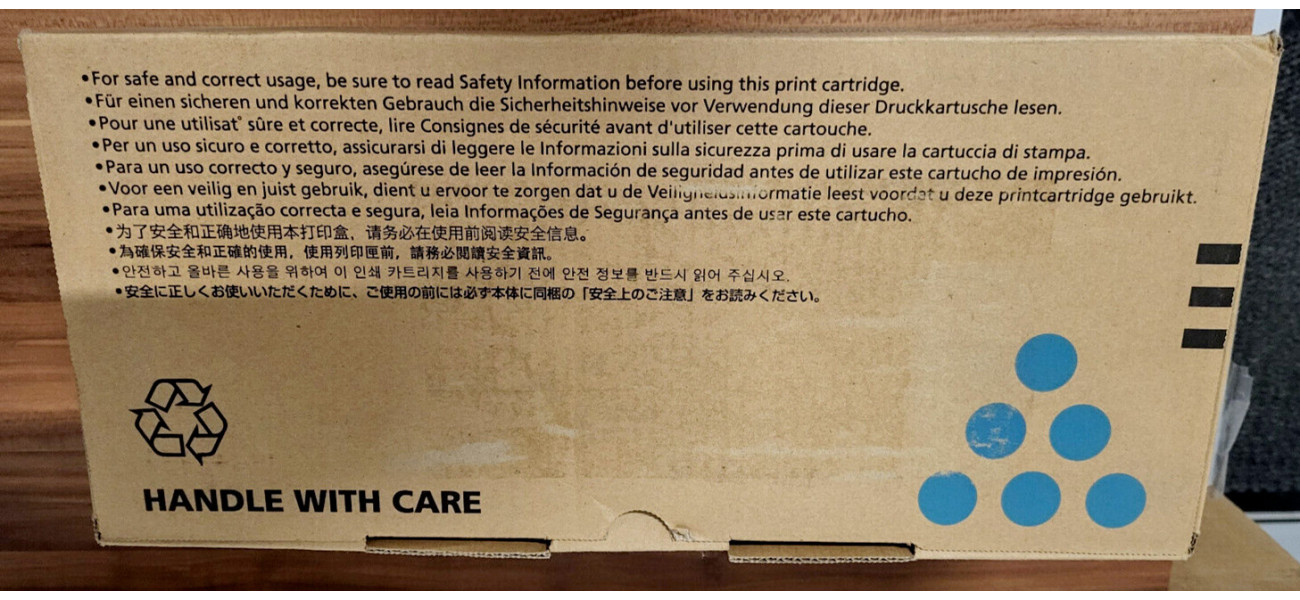 •For safe and correct usage, be sure to read Safety Information before using this print cartridge.
•Für einen sicheren und korrekten Gebrauch die Sicherheitshinweise vor Verwendung dieser Druckkartusche lesen.
•Pour une utilisat° sûre et correcte, lire Consignes de sécurité avant d'utiliser cette cartouche.
•Per un uso sicuro e corretto, assicurarsi di leggere le Informazioni sulla sicurezza prima di usare la cartuccia di stampa.
•Para un uso correcto y seguro, asegúrese de leer la Información de seguridad antes de utilizar este cartucho de impresión.
•Voor een veilig en juist gebruik, dient u ervoor te zorgen dat u de Veiligheidsinformatie leest voordat u deze printcartridge gebruikt.
•Para uma utilização correcta e segura, leia Informações de Segurança antes de usar este cartucho.
•为了安全和正确地使用本打印盒，请务必在使用前阅读安全信息。
•為確保安全和正確的使用，使用列印匣前，請務必閱讀安全資訊。
•안전하고 올바른 사용을 위하여 이 인쇄 카트리지를 사용하기 전에 안전 정보를 반드시 읽어 주십시오.
•安全に正しくお使いいただくために、ご使用の前には必ず本体に同梱の「安全上のご注意」をお読みください。
HANDLE WITH CARE